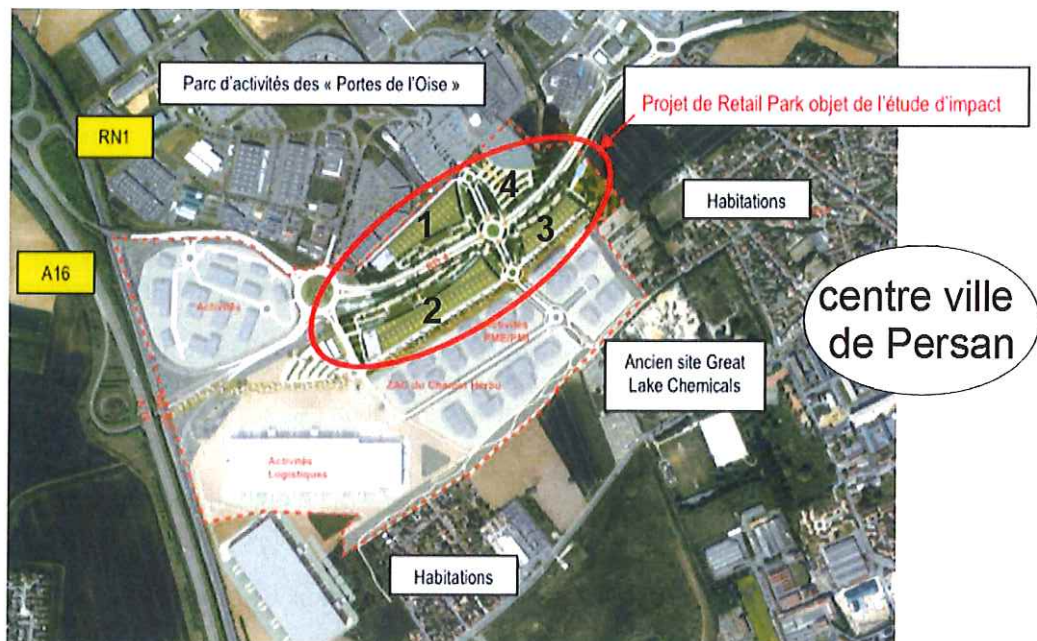 Parc d'activités des « Portes de l'Oise »
Projet de Retail Park objet de l'étude d'impact
RN1
Habitations
4
1
3
A16
Activités
2
centre ville
de Persan
Activités
PME/PMI
Ancien site Great
Lake Chemicals
Activités
Logistiques
Habitations